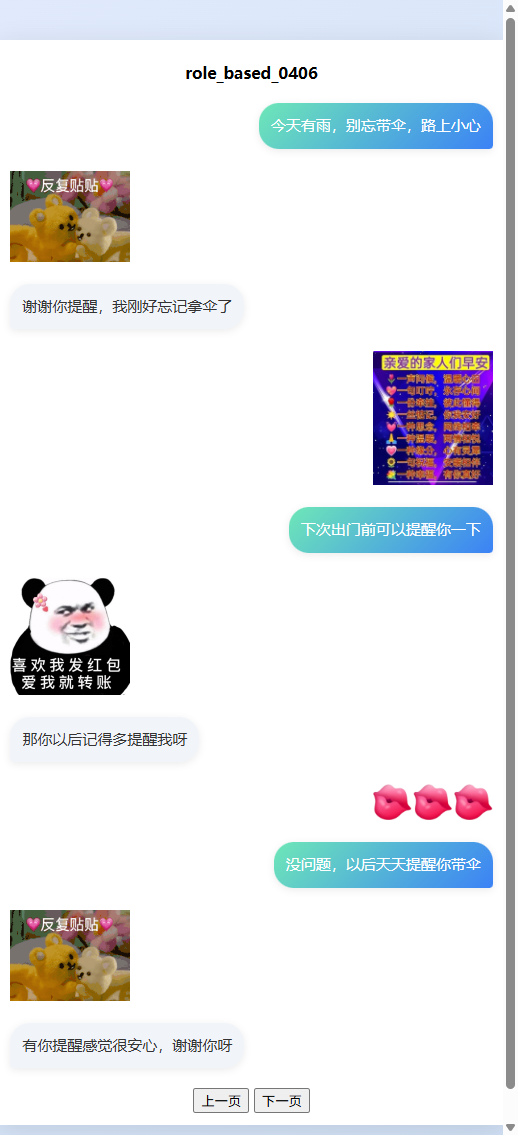 role_based_0406
今天有雨，别忘带伞，路上小心
💗反复贴贴💗
谢谢你提醒，我刚好忘记拿伞了
亲爱的家人们早安
下次出门前可以提醒你一下
喜欢我发红包
爱我就转账
那你以后记得多提醒我呀
没问题，以后天天提醒你带伞
💗反复贴贴💗
有你提醒感觉很安心，谢谢你呀
上一页 下一页